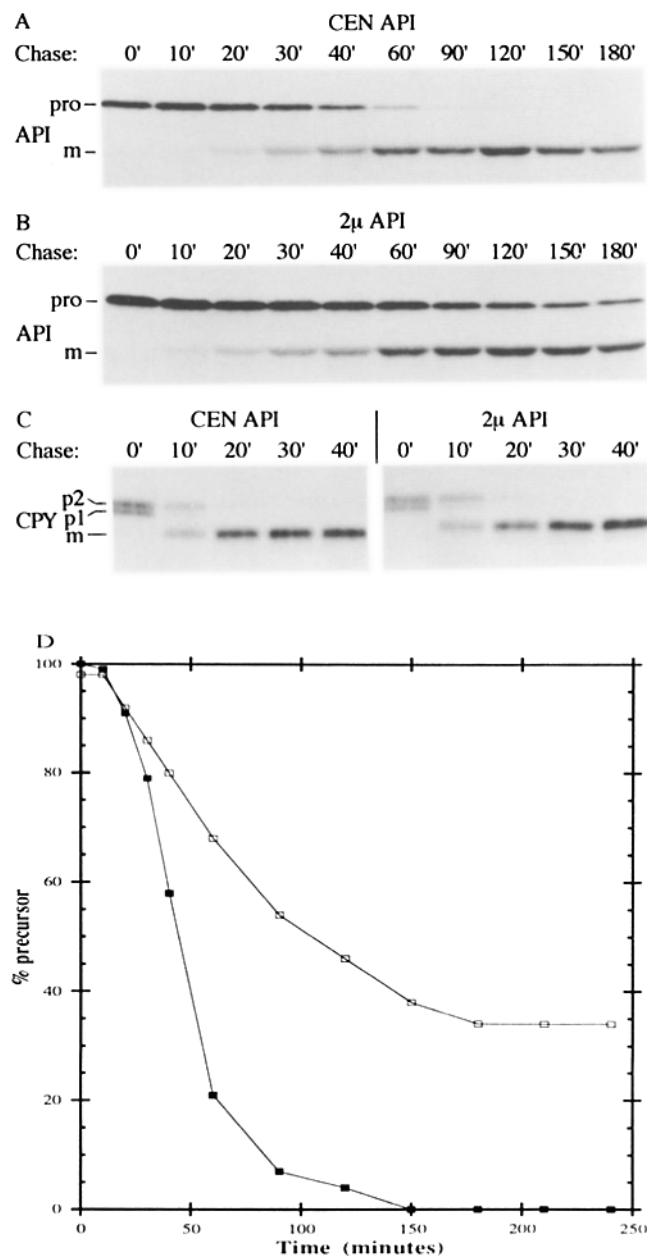 A
CEN API
Chase: 0' 10' 20' 30' 40' 60' 90' 120' 150' 180'
pro
API
m
B
2μ API
Chase: 0' 10' 20' 30' 40' 60' 90' 120' 150' 180'
pro
API
m
C
CEN API 2μ API
Chase: 0' 10' 20' 30' 40' 0' 10' 20' 30' 40'
p2
CPY p1
m
D
100
80
60
40
20
0
% precursor
0 50 100 150 200 250
Time (minutes)